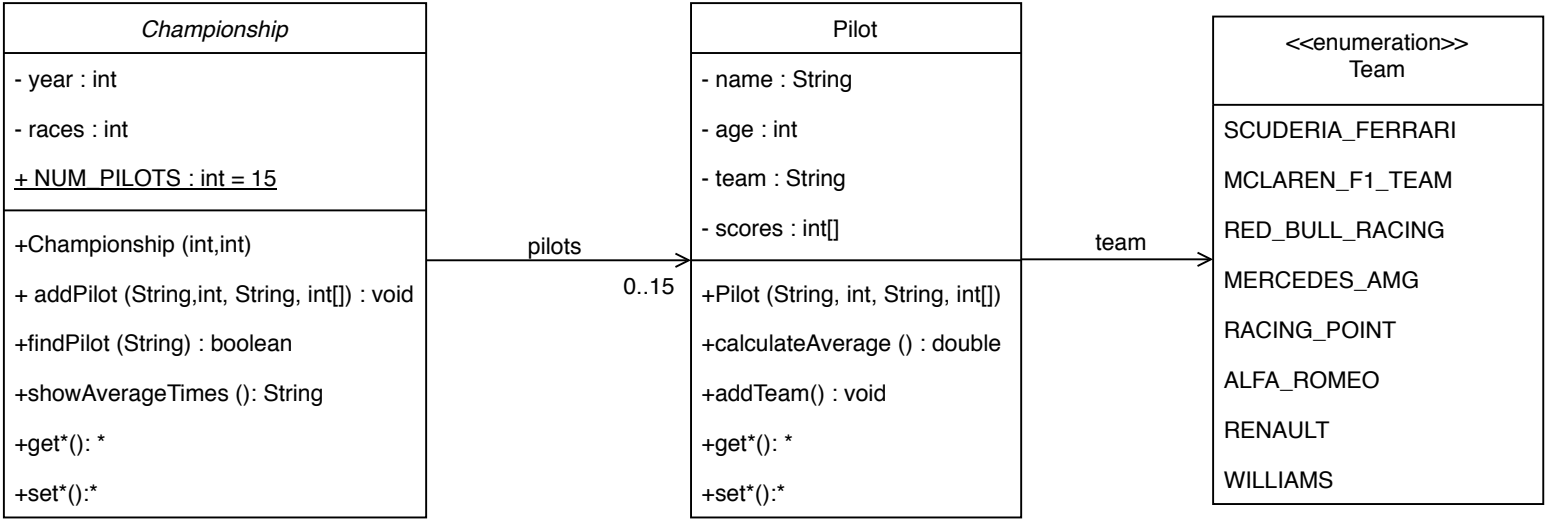 Championship
- year : int
- races : int
+ NUM_PILOTS : int = 15
+Championship (int,int)
+ addPilot (String,int, String, int[]) : void
+findPilot (String) : boolean
+showAverageTimes (): String
+get*(): *
+set*():*
pilots
0..15
Pilot
- name : String
- age : int
- team : String
- scores : int[]
+Pilot (String, int, String, int[])
+calculateAverage () : double
+addTeam() : void
+get*(): *
+set*():*
team
<<enumeration>>
Team
SCUDERIA_FERRARI
MCLAREN_F1_TEAM
RED_BULL_RACING
MERCEDES_AMG
RACING_POINT
ALFA_ROMEO
RENAULT
WILLIAMS